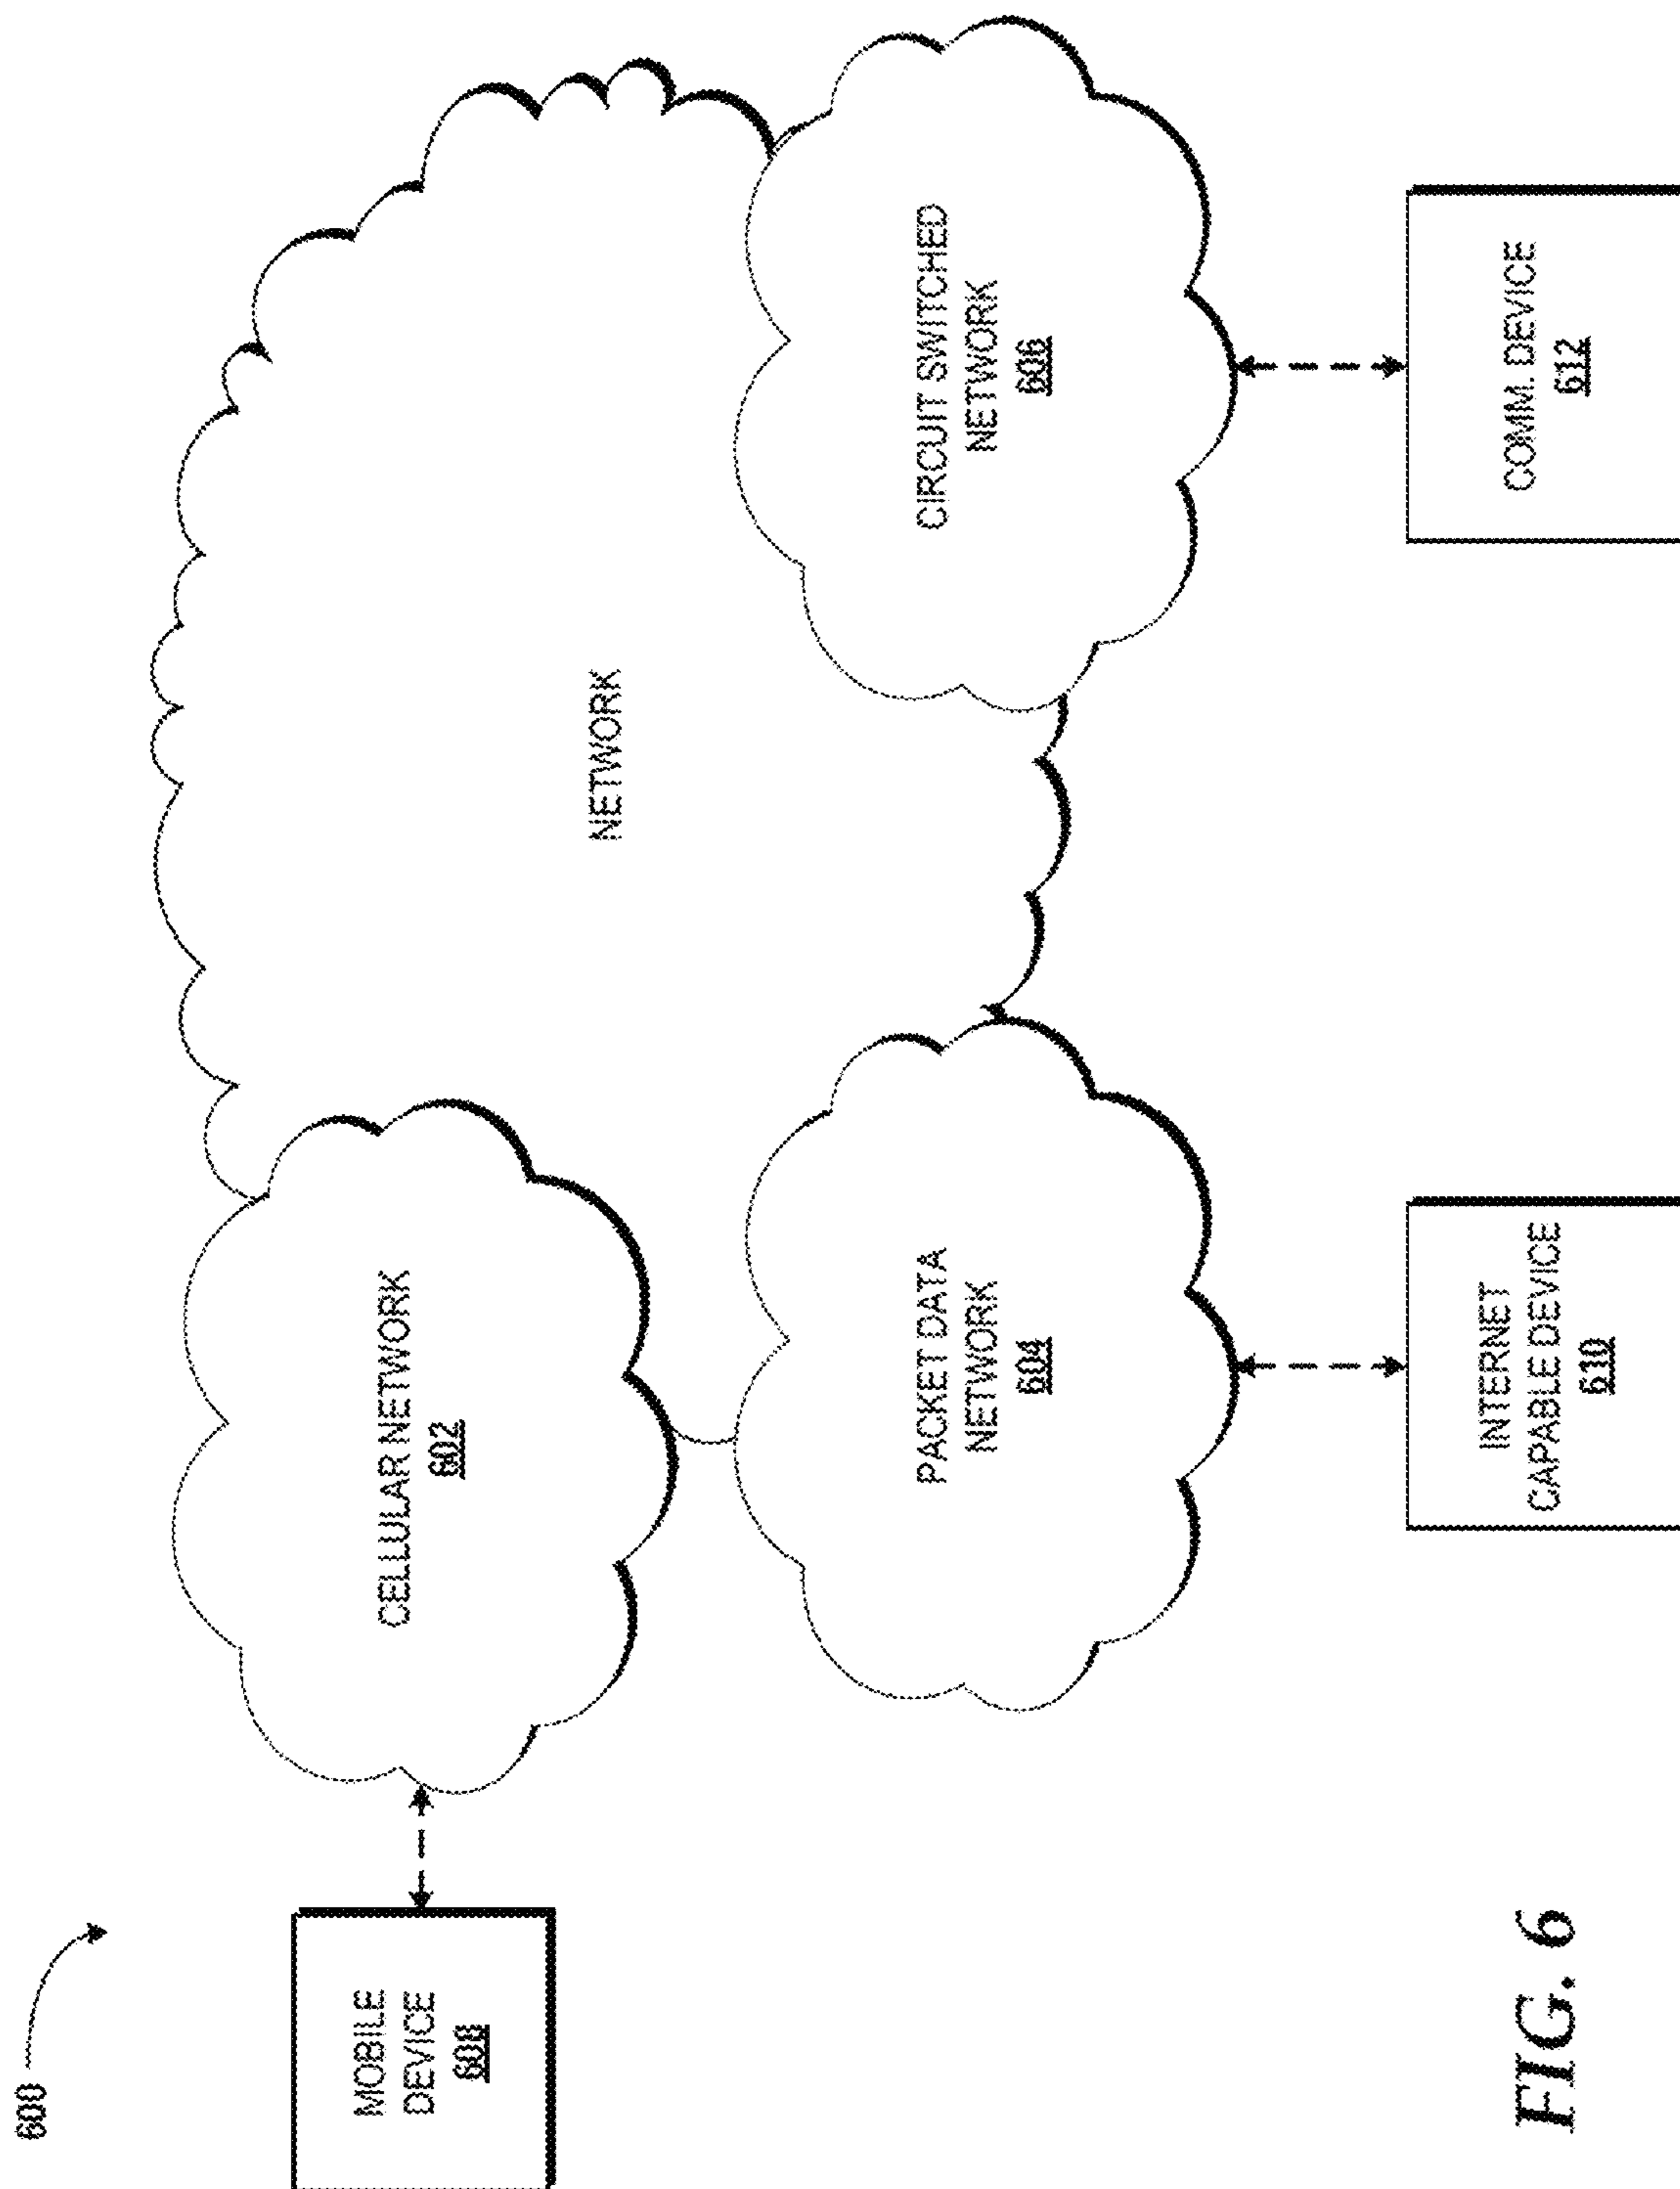 600
MOBILE
DEVICE
608
CELLULAR NETWORK
602
NETWORK
PACKET DATA
NETWORK
604
CIRCUIT SWITCHED
NETWORK
606
INTERNET
CAPABLE DEVICE
610
COMM. DEVICE
612
FIG. 6